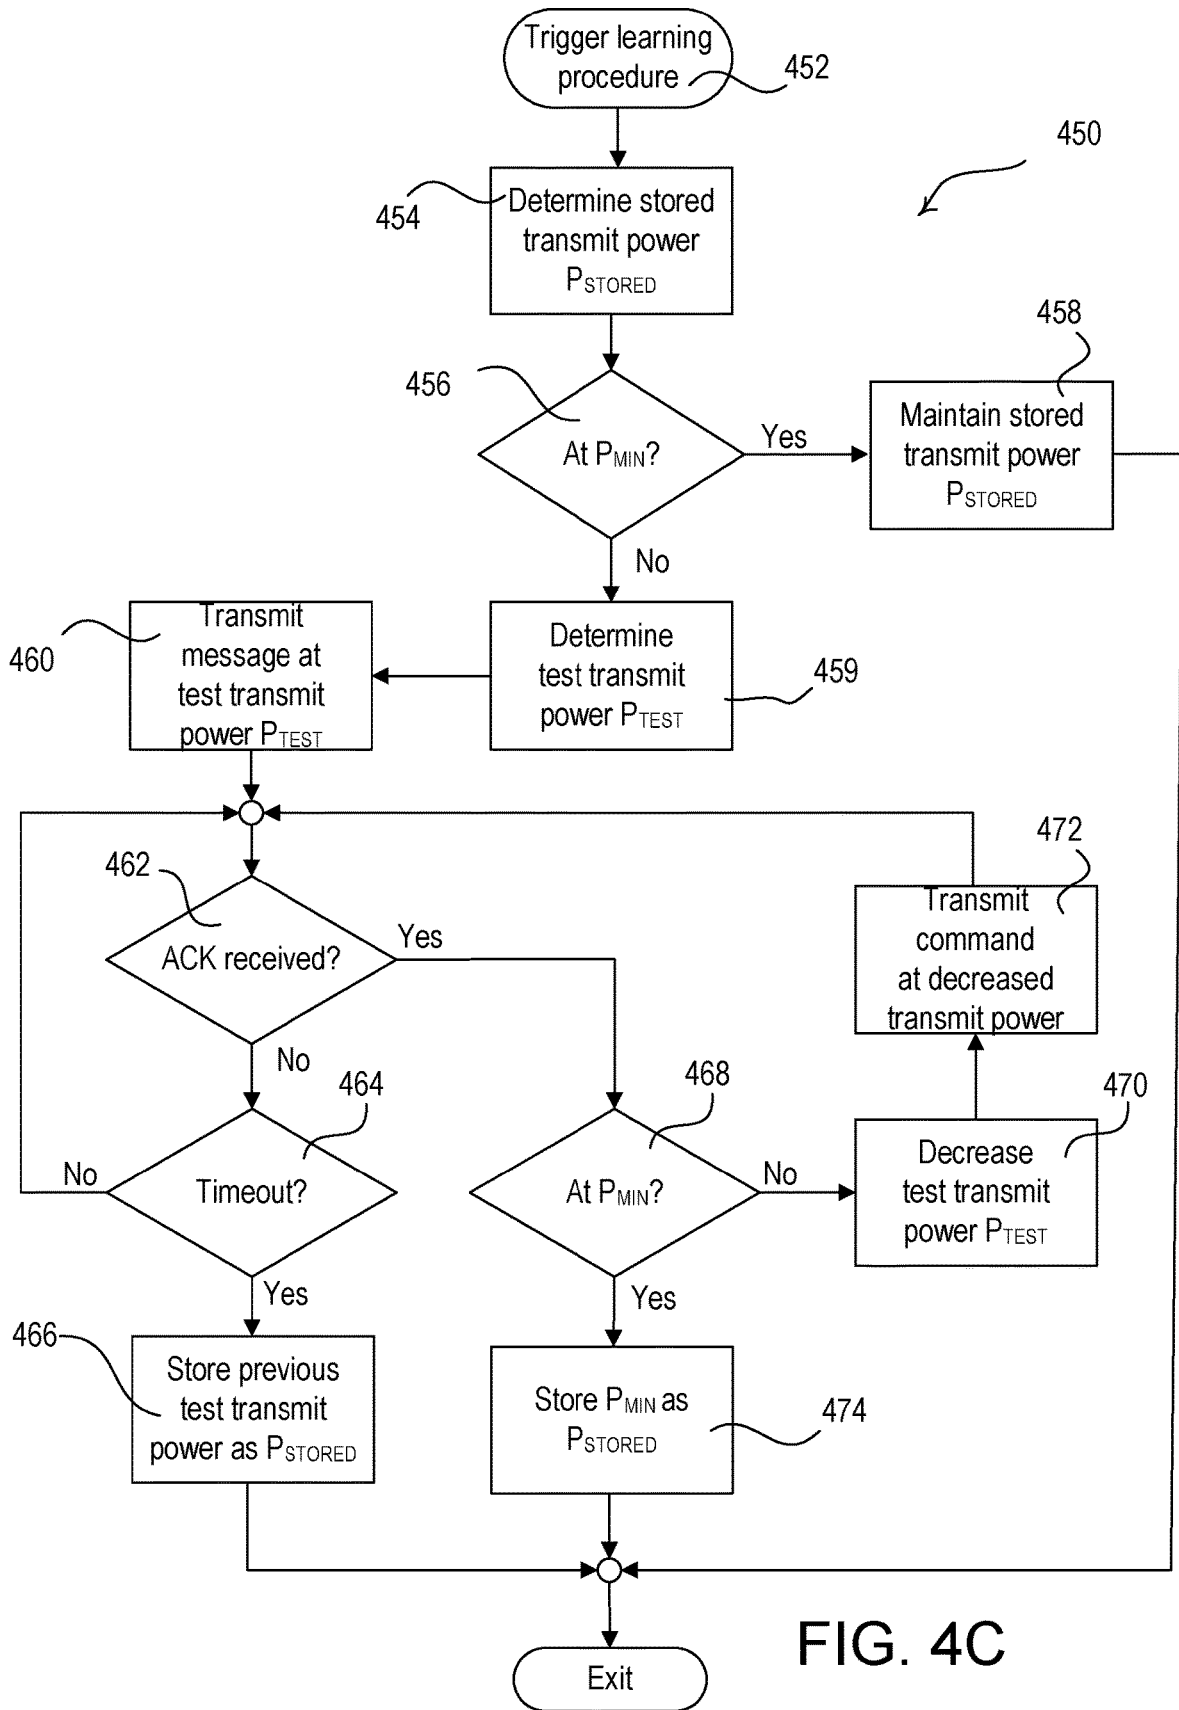 Trigger learning
procedure
452
450
454
Determine stored
transmit power
PSTORED
458
456
At PMIN?
Yes
Maintain stored
transmit power
PSTORED
No
460
Transmit
message at
test transmit
power PTEST
Determine
test transmit
power PTEST
459
462
ACK received?
Yes
472
Transmit
command
at decreased
transmit power
No
464
468
470
No
Timeout?
At PMIN?
No
Decrease
test transmit
power PTEST
Yes
Yes
466
Store previous
test transmit
power as PSTORED
Store PMIN as
PSTORED
474
FIG. 4C
Exit